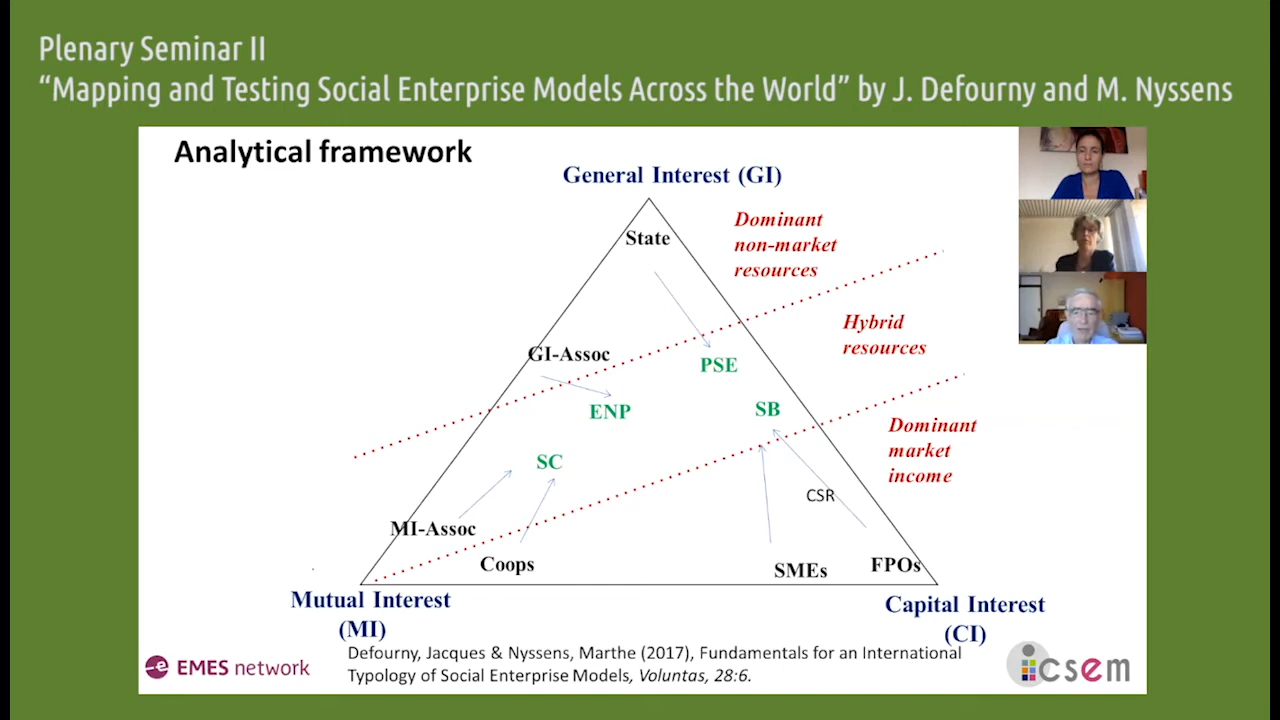 Plenary Seminar II
“Mapping and Testing Social Enterprise Models Across the World” by J. Defourny and M. Nyssens
Analytical framework
General Interest (GI)
State
Dominant
non-market
resources
Hybrid
resources
GI-Assoc
PSE
ENP
SB
Dominant
market
income
SC
CSR
MI-Assoc
Coops
SMEs
FPOs
Mutual Interest
(MI)
Capital Interest
(CI)
Defourny, Jacques & Nyssens, Marthe (2017), Fundamentals for an International
Typology of Social Enterprise Models, Voluntas, 28:6.
EMES network
icsem